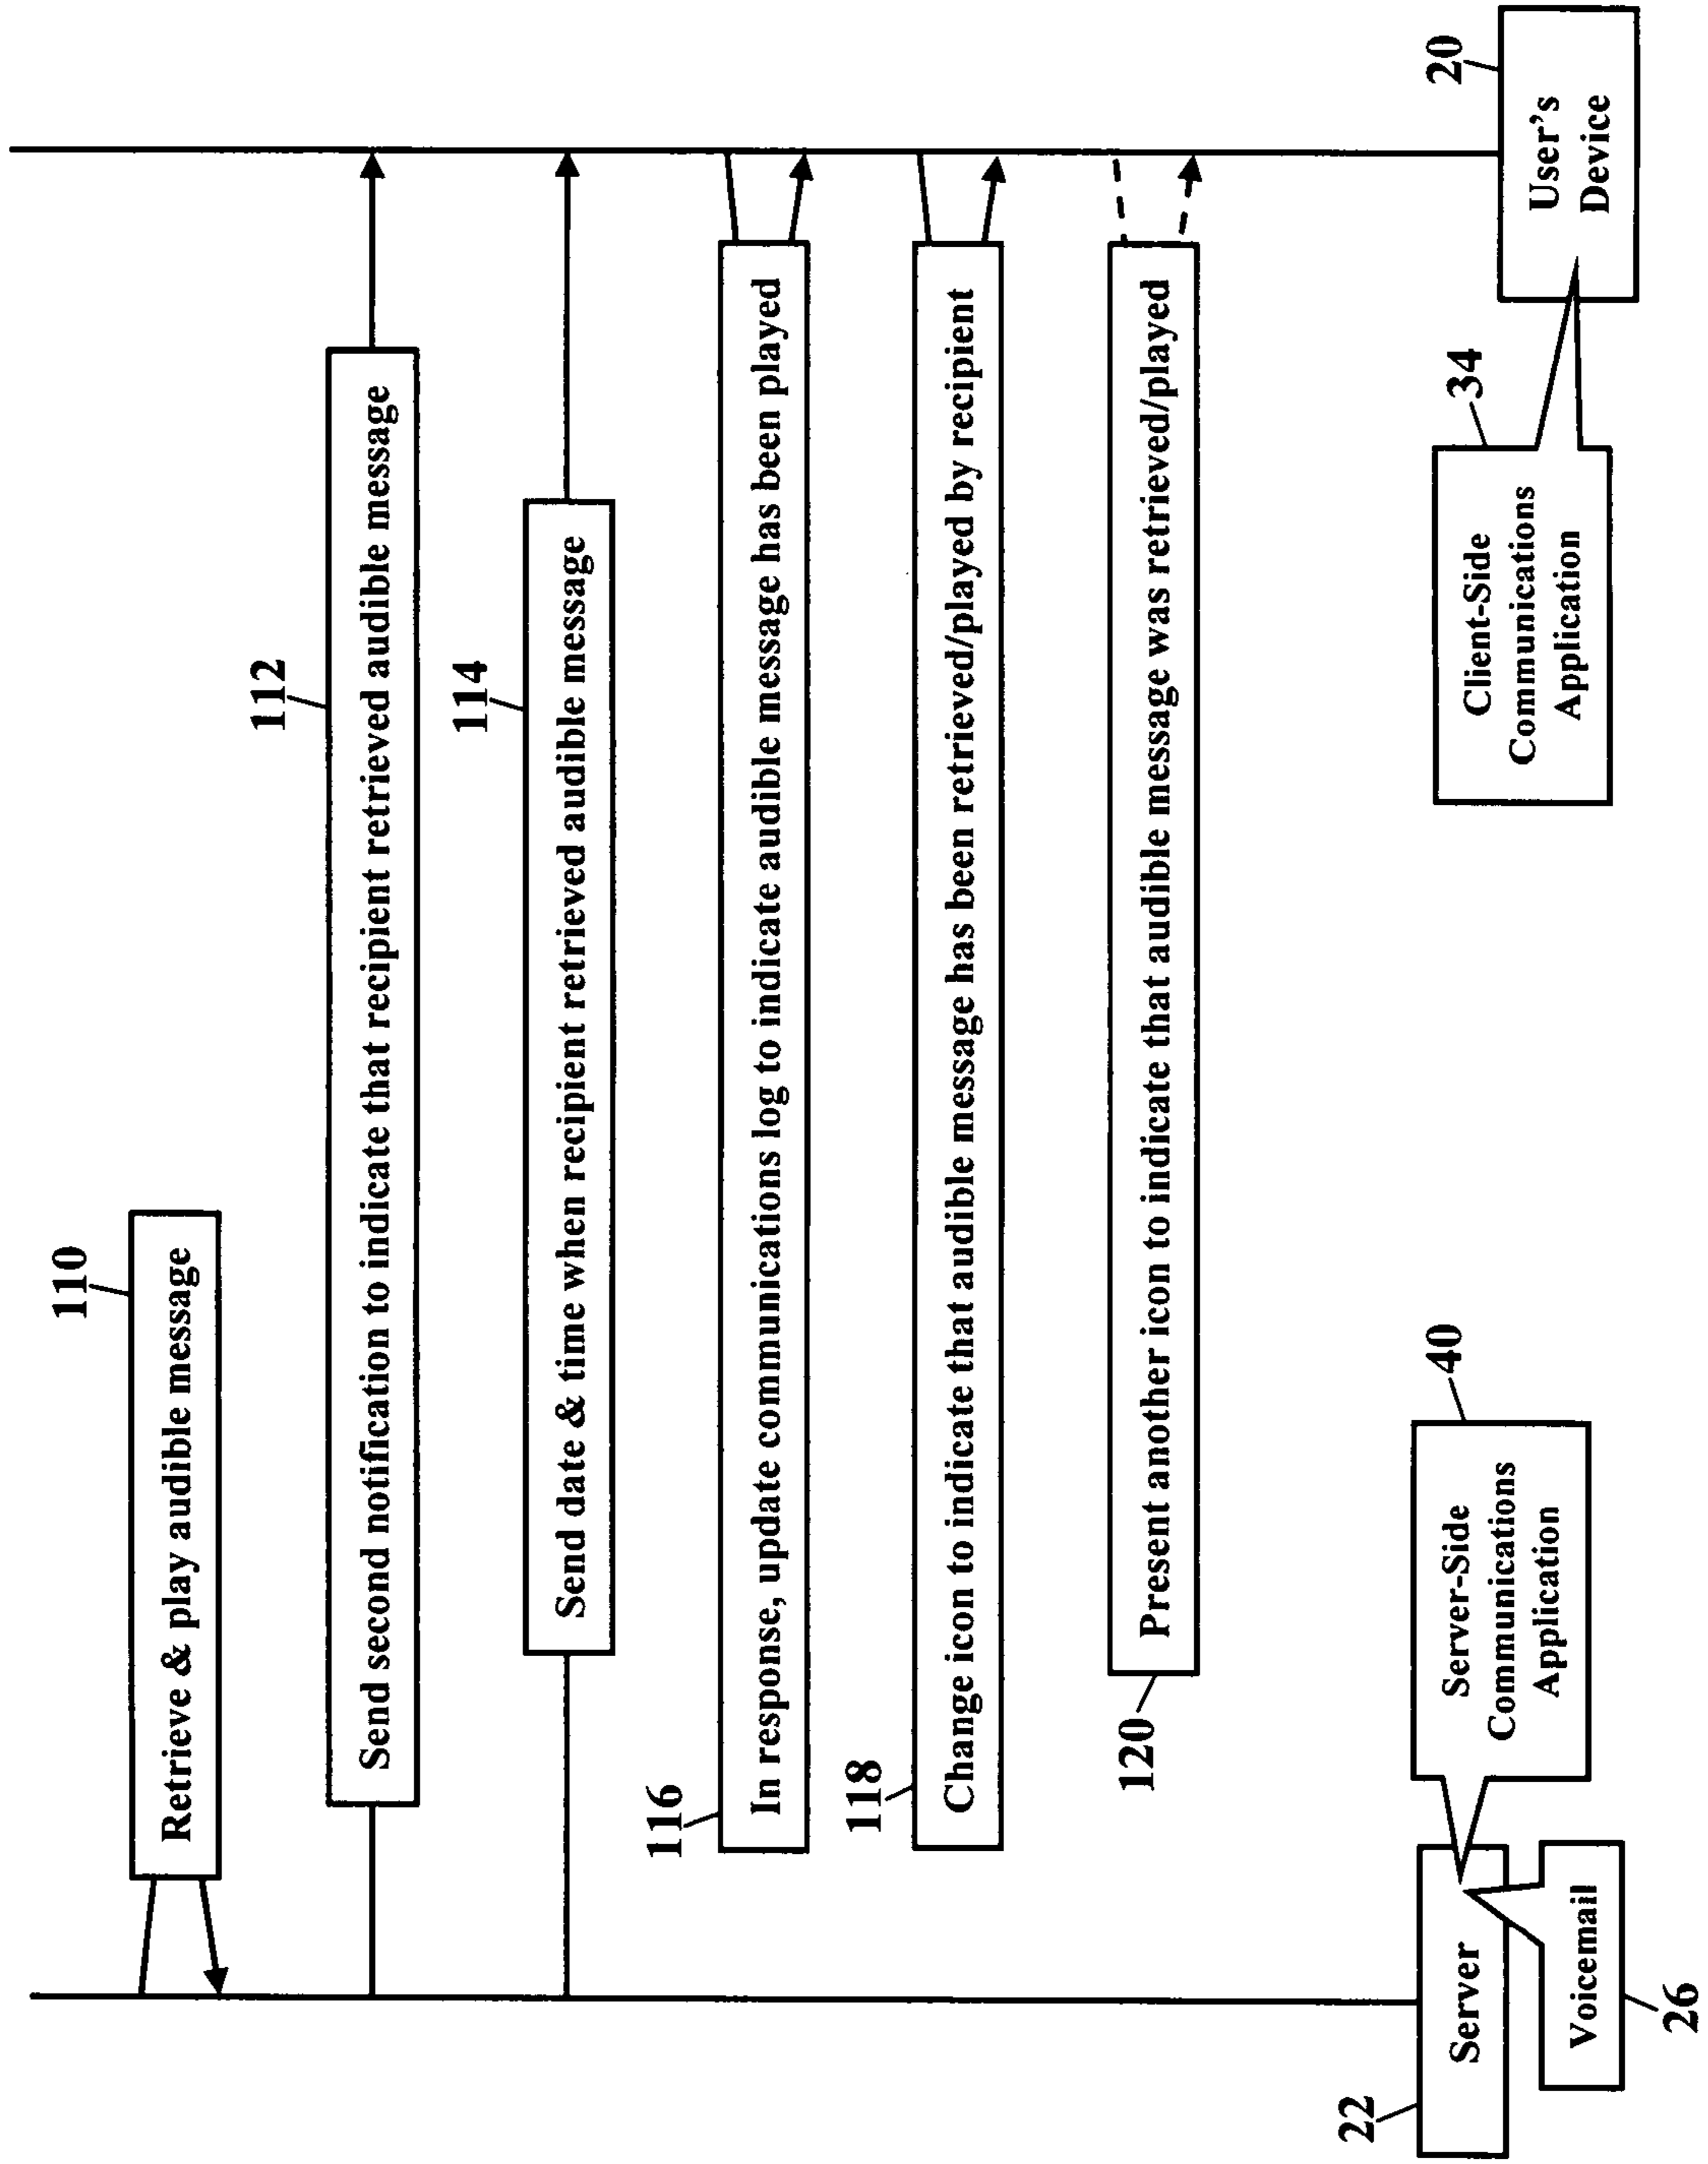 110
Retrieve & play audible message
112
Send second notification to indicate that recipient retrieved audible message
114
Send date & time when recipient retrieved audible message
116
In response, update communications log to indicate audible message has been played
118
Change icon to indicate that audible message has been retrieved/played by recipient
120
Present another icon to indicate that audible message was retrieved/played
22
Server
40
Server-Side
Communications
Application
Voicemail
26
34
Client-Side
Communications
Application
20
User's
Device